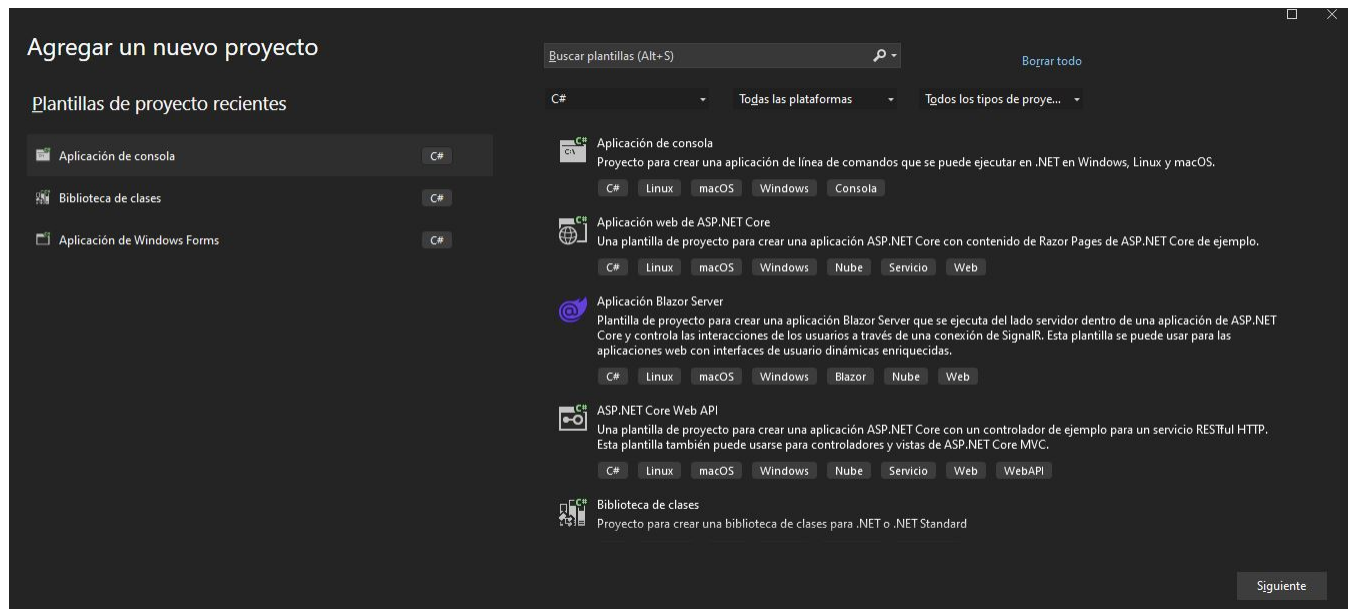 Agregar un nuevo proyecto
Plantillas de proyecto recientes
Aplicación de consola C#
Biblioteca de clases C#
Aplicación de Windows Forms C#
Buscar plantillas (Alt+S)
Borrar todo
C# Todas las plataformas Todos los tipos de proye...
Aplicación de consola
Proyecto para crear una aplicación de línea de comandos que se puede ejecutar en .NET en Windows, Linux y macOS.
C# Linux macOS Windows Consola
Aplicación web de ASP.NET Core
Una plantilla de proyecto para crear una aplicación ASP.NET Core con contenido de Razor Pages de ASP.NET Core de ejemplo.
C# Linux macOS Windows Nube Servicio Web
Aplicación Blazor Server
Plantilla de proyecto para crear una aplicación Blazor Server que se ejecuta del lado servidor dentro de una aplicación de ASP.NET
Core y controla las interacciones de los usuarios a través de una conexión de SignalR. Esta plantilla se puede usar para las
aplicaciones web con interfaces de usuario dinámicas enriquecidas.
C# Linux macOS Windows Blazor Nube Web
ASP.NET Core Web API
Una plantilla de proyecto para crear una aplicación ASP.NET Core con un controlador de ejemplo para un servicio RESTful HTTP.
Esta plantilla también puede usarse para controladores y vistas de ASP.NET Core MVC.
C# Linux macOS Windows Nube Servicio Web WebAPI
Biblioteca de clases
Proyecto para crear una biblioteca de clases para .NET o .NET Standard
Siguiente